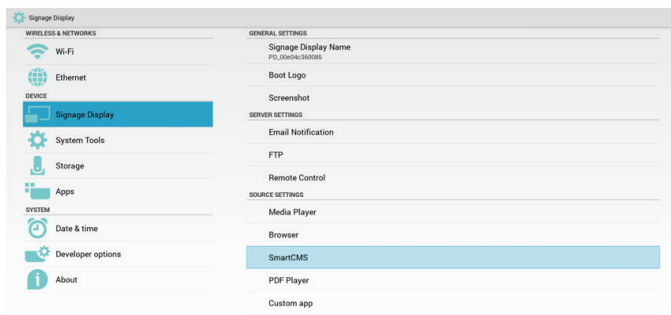 Signage Display
WIRELESS & NETWORKS
Wi-Fi
Ethernet
DEVICE
Signage Display
System Tools
Storage
Apps
SYSTEM
Date & time
Developer options
About
GENERAL SETTINGS
Signage Display Name
PD_00e04c360085
Boot Logo
Screenshot
SERVER SETTINGS
Email Notification
FTP
Remote Control
SOURCE SETTINGS
Media Player
Browser
SmartCMS
PDF Player
Custom app